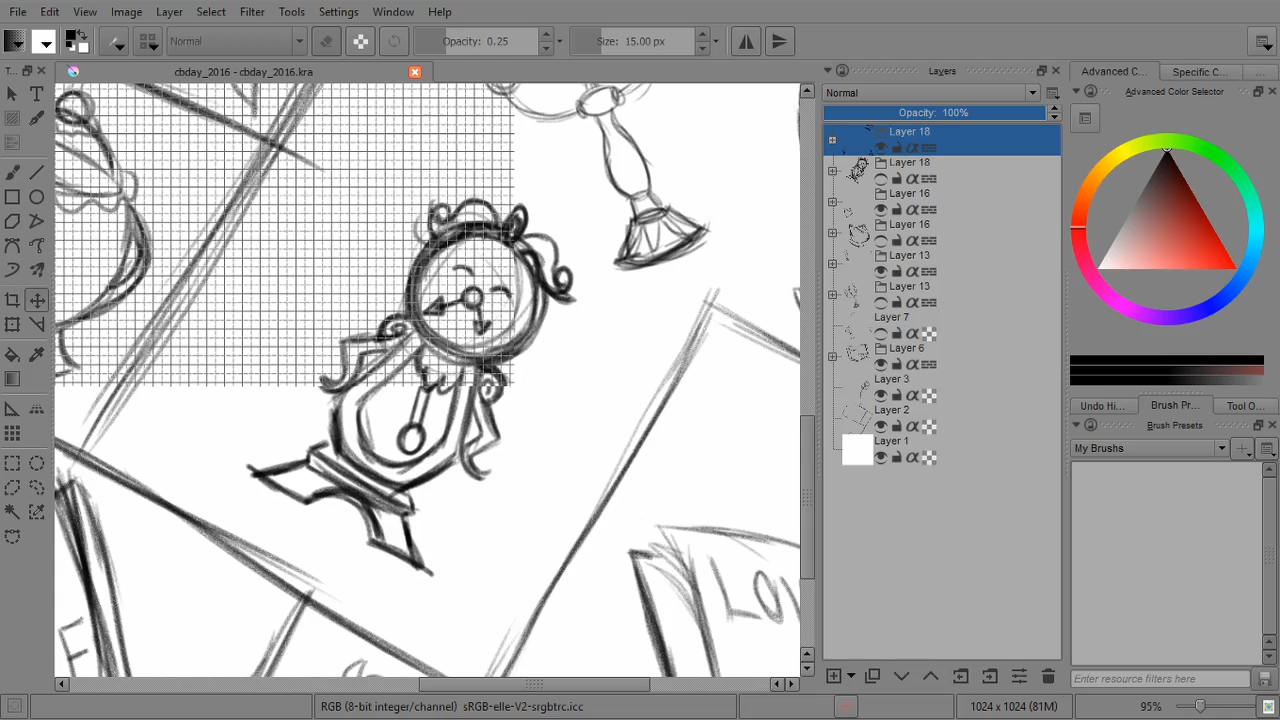 File Edit View Image Layer Select Filter Tools Settings Window Help
Normal
Opacity: 0.25
Size: 15.00 px
T...
cbday_2016 - cbday_2016.kra
Layers
Normal
Opacity: 100%
Layer 18
Layer 18
Layer 16
Layer 16
Layer 13
Layer 13
Layer 7
Layer 6
Layer 3
Layer 2
Layer 1
Advanced C... Specific C... ...
Advanced Color Selector
Undo Hi... Brush Pr... Tool O...
Brush Presets
My Brushes
Enter resource filters here
RGB (8-bit integer/channel) sRGB-elle-V2-srgbtrc.icc
1024 x 1024 (81M)
95%